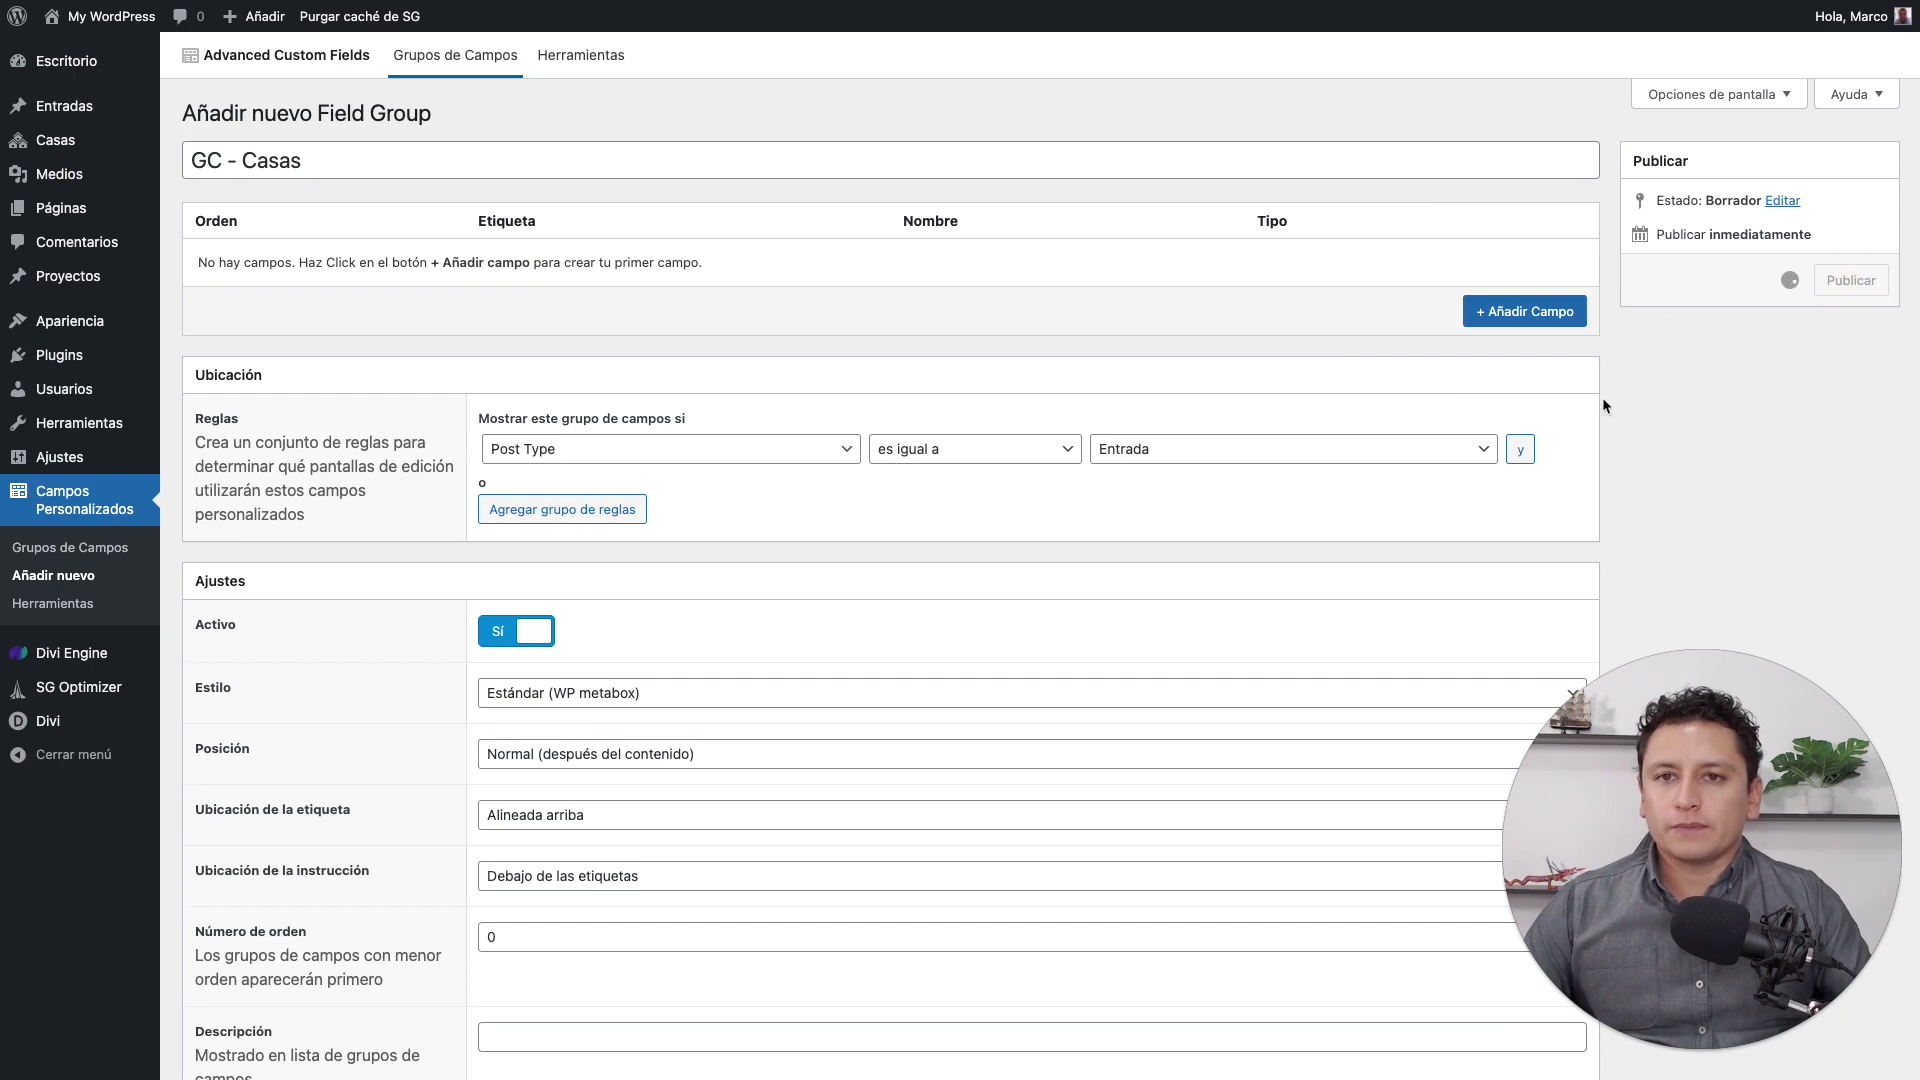 My WordPress
0
Añadir
Purgar caché de SG
Hola, Marco
Escritorio
Entradas
Casas
Medios
Páginas
Comentarios
Proyectos
Apariencia
Plugins
Usuarios
Herramientas
Ajustes
Campos
Personalizados
Grupos de Campos
Añadir nuevo
Herramientas
Divi Engine
SG Optimizer
D
Divi
Cerrar menú
Advanced Custom Fields
Grupos de Campos
Herramientas
Opciones de pantalla
Ayuda
Añadir nuevo Field Group
GC - Casas
Orden
Etiqueta
Nombre
Tipo
No hay campos. Haz Click en el botón + Añadir campo para crear tu primer campo.
+ Añadir Campo
Ubicación
Reglas
Crea un conjunto de reglas para
determinar qué pantallas de edición
utilizarán estos campos
personalizados
Mostrar este grupo de campos si
Post Type
es igual a
Entrada
y
o
Agregar grupo de reglas
Ajustes
Activo
Sí
Estilo
Estándar (WP metabox)
Posición
Normal (después del contenido)
Ubicación de la etiqueta
Alineada arriba
Ubicación de la instrucción
Debajo de las etiquetas
Número de orden
Los grupos de campos con menor
orden aparecerán primero
0
Descripción
Mostrado en lista de grupos de
campos
Publicar
Estado: Borrador Editar
Publicar inmediatamente
Publicar